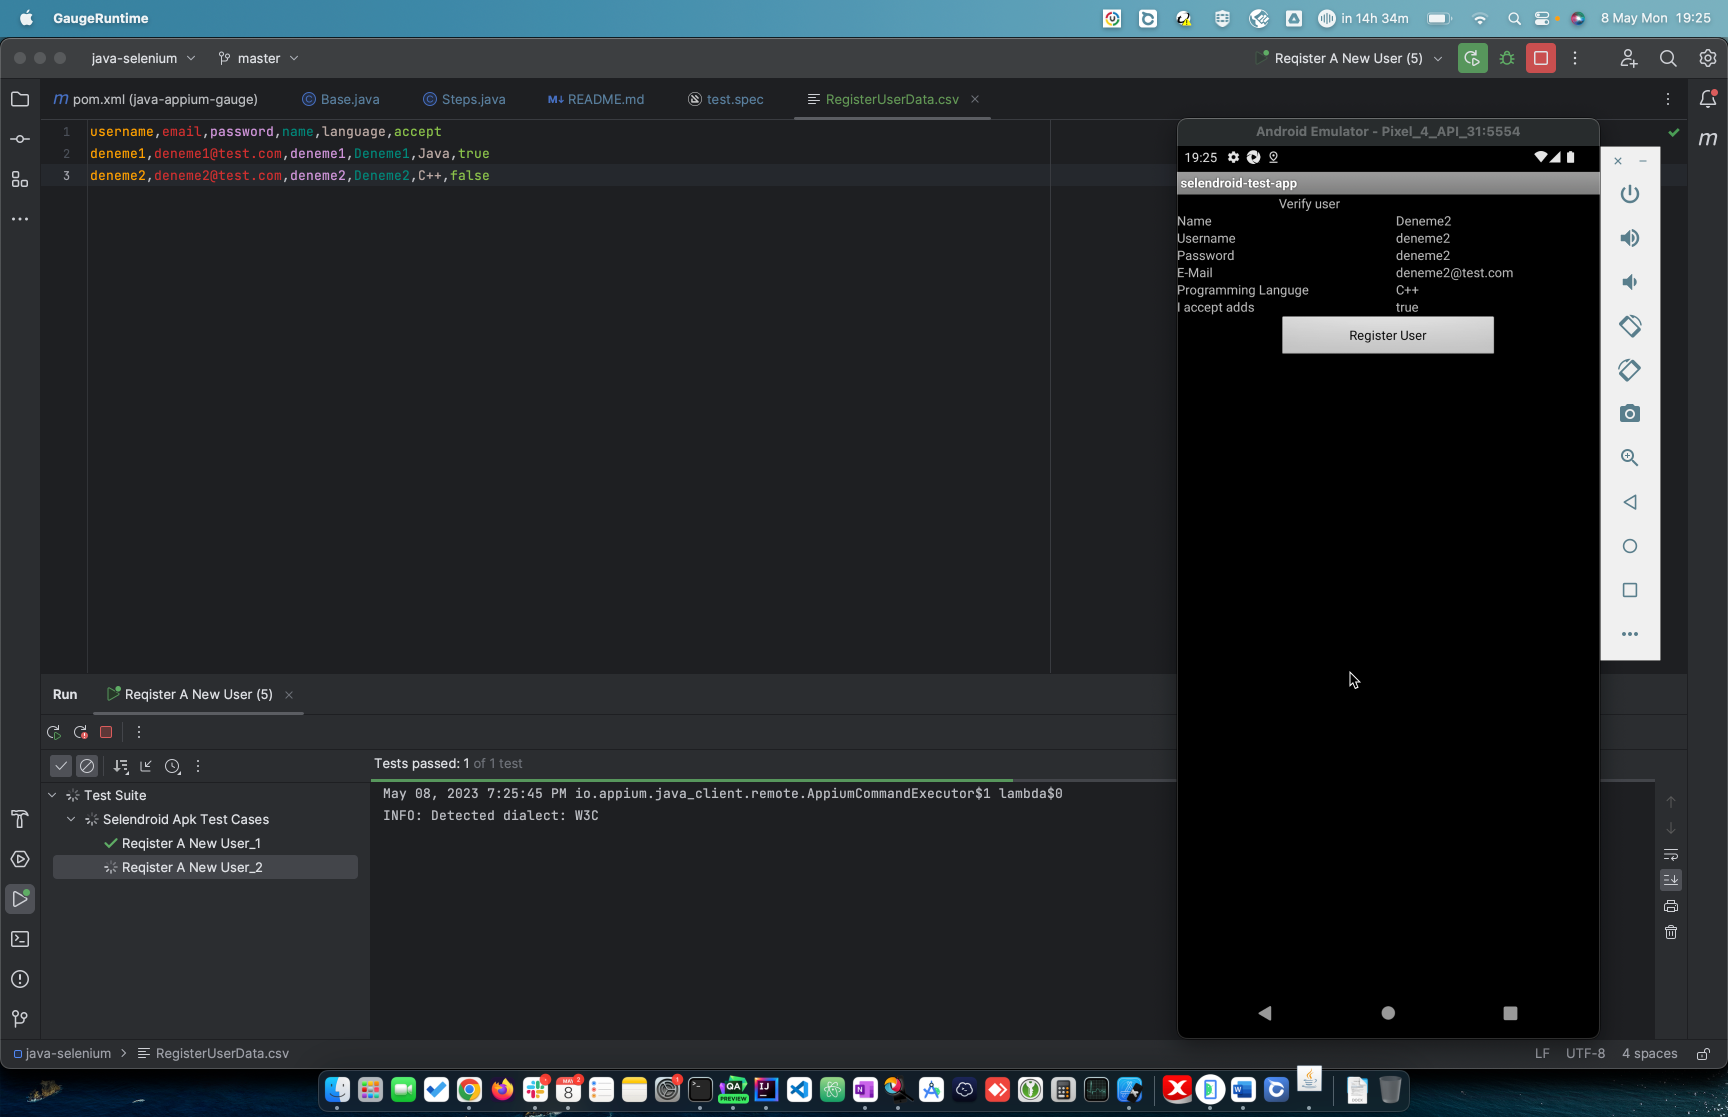 GaugeRuntime
in 14h 34m
8 May Mon 19:25
java-selenium
master
Reqister A New User (5)
m pom.xml (java-appium-gauge)
Base.java
Steps.java
README.md
test.spec
RegisterUserData.csv
1 username,email,password,name,language,accept
2 deneme1,deneme1@test.com,deneme1,Deneme1,Java,true
3 deneme2,deneme2@test.com,deneme2,Deneme2,C++,false
Android Emulator - Pixel_4_API_31:5554
19:25
selendroid-test-app
Verify user
Name Deneme2
Username deneme2
Password deneme2
E-Mail deneme2@test.com
Programming Languge C++
I accept adds true
Register User
Run
Reqister A New User (5)
Tests passed: 1 of 1 test
Test Suite
Selendroid Apk Test Cases
Reqister A New User_1
Reqister A New User_2
May 08, 2023 7:25:45 PM io.appium.java_client.remote.AppiumCommandExecutor$1 lambda$0
INFO: Detected dialect: W3C
java-selenium
RegisterUserData.csv
LF
UTF-8
4 spaces